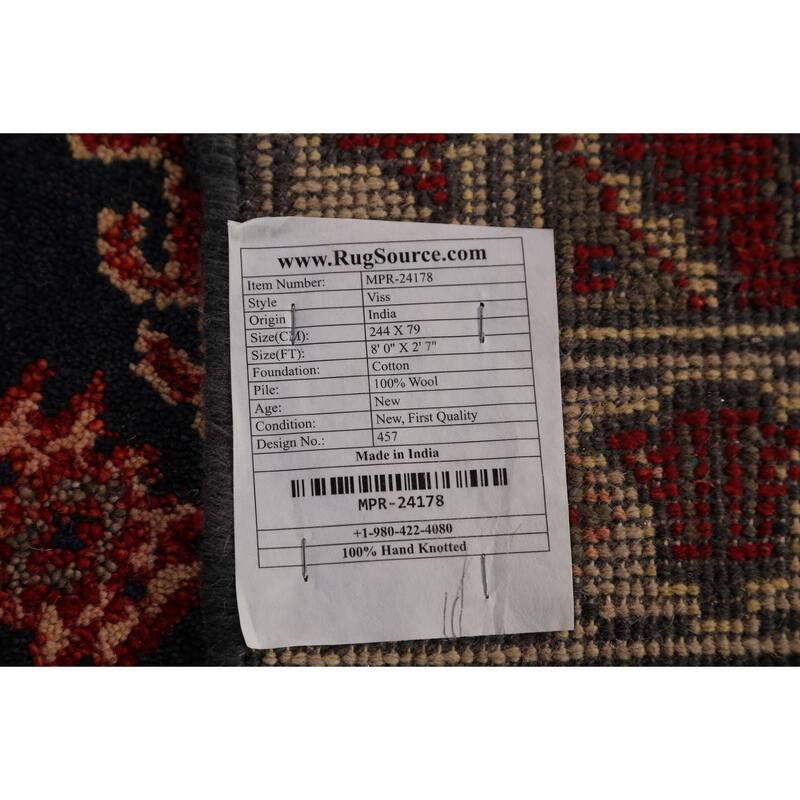 www.RugSource.com
Item Number: MPR-24178
Style Viss
Origin India
Size(CM): 244 X 79
Size(FT): 8' 0" X 2' 7"
Foundation: Cotton
Pile: 100% Wool
Age: New
Condition: New, First Quality
Design No.: 457
Made in India
MPR-24178
+1-980-422-4080
100% Hand Knotted